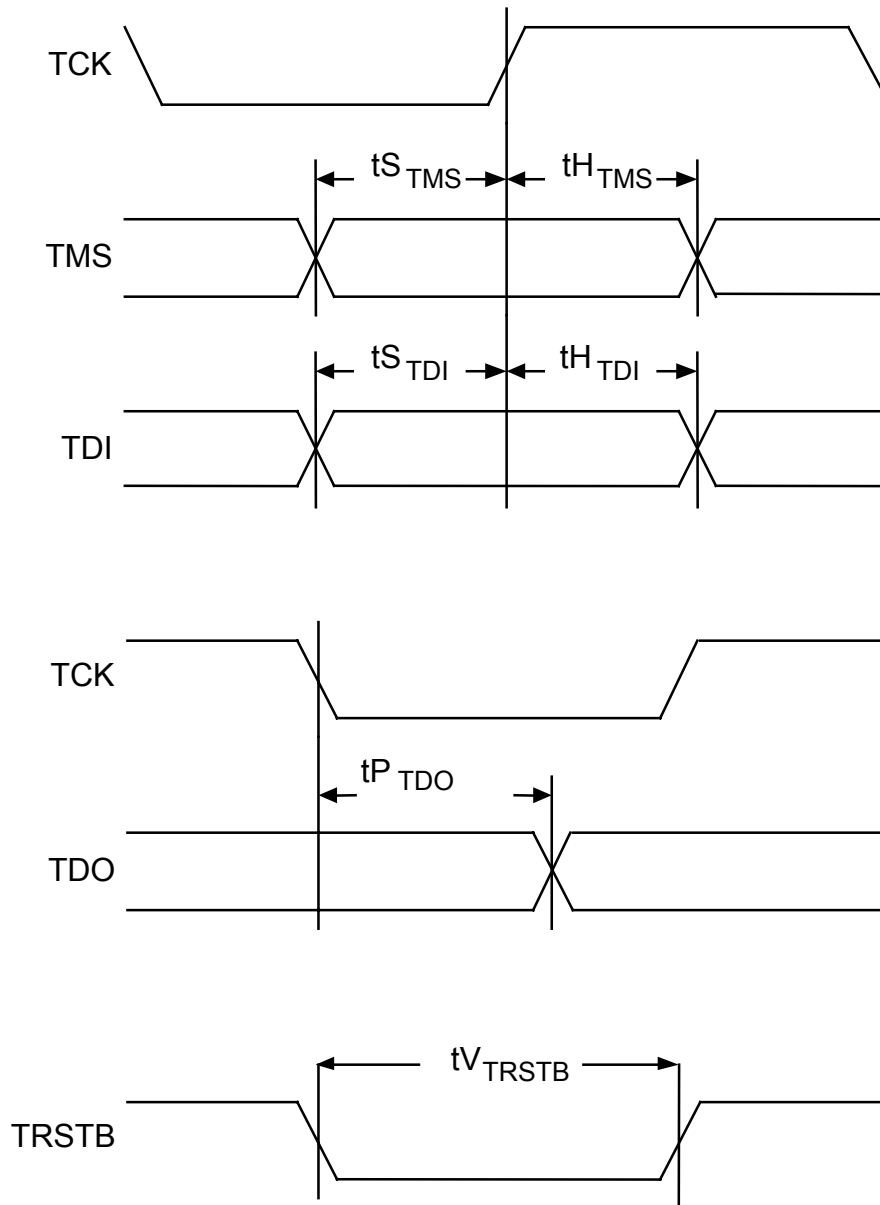 TCK
tS TMS
tH TMS
TMS
tS TDI
tH TDI
TDI
TCK
tP TDO
TDO
tV TRSTB
TRSTB